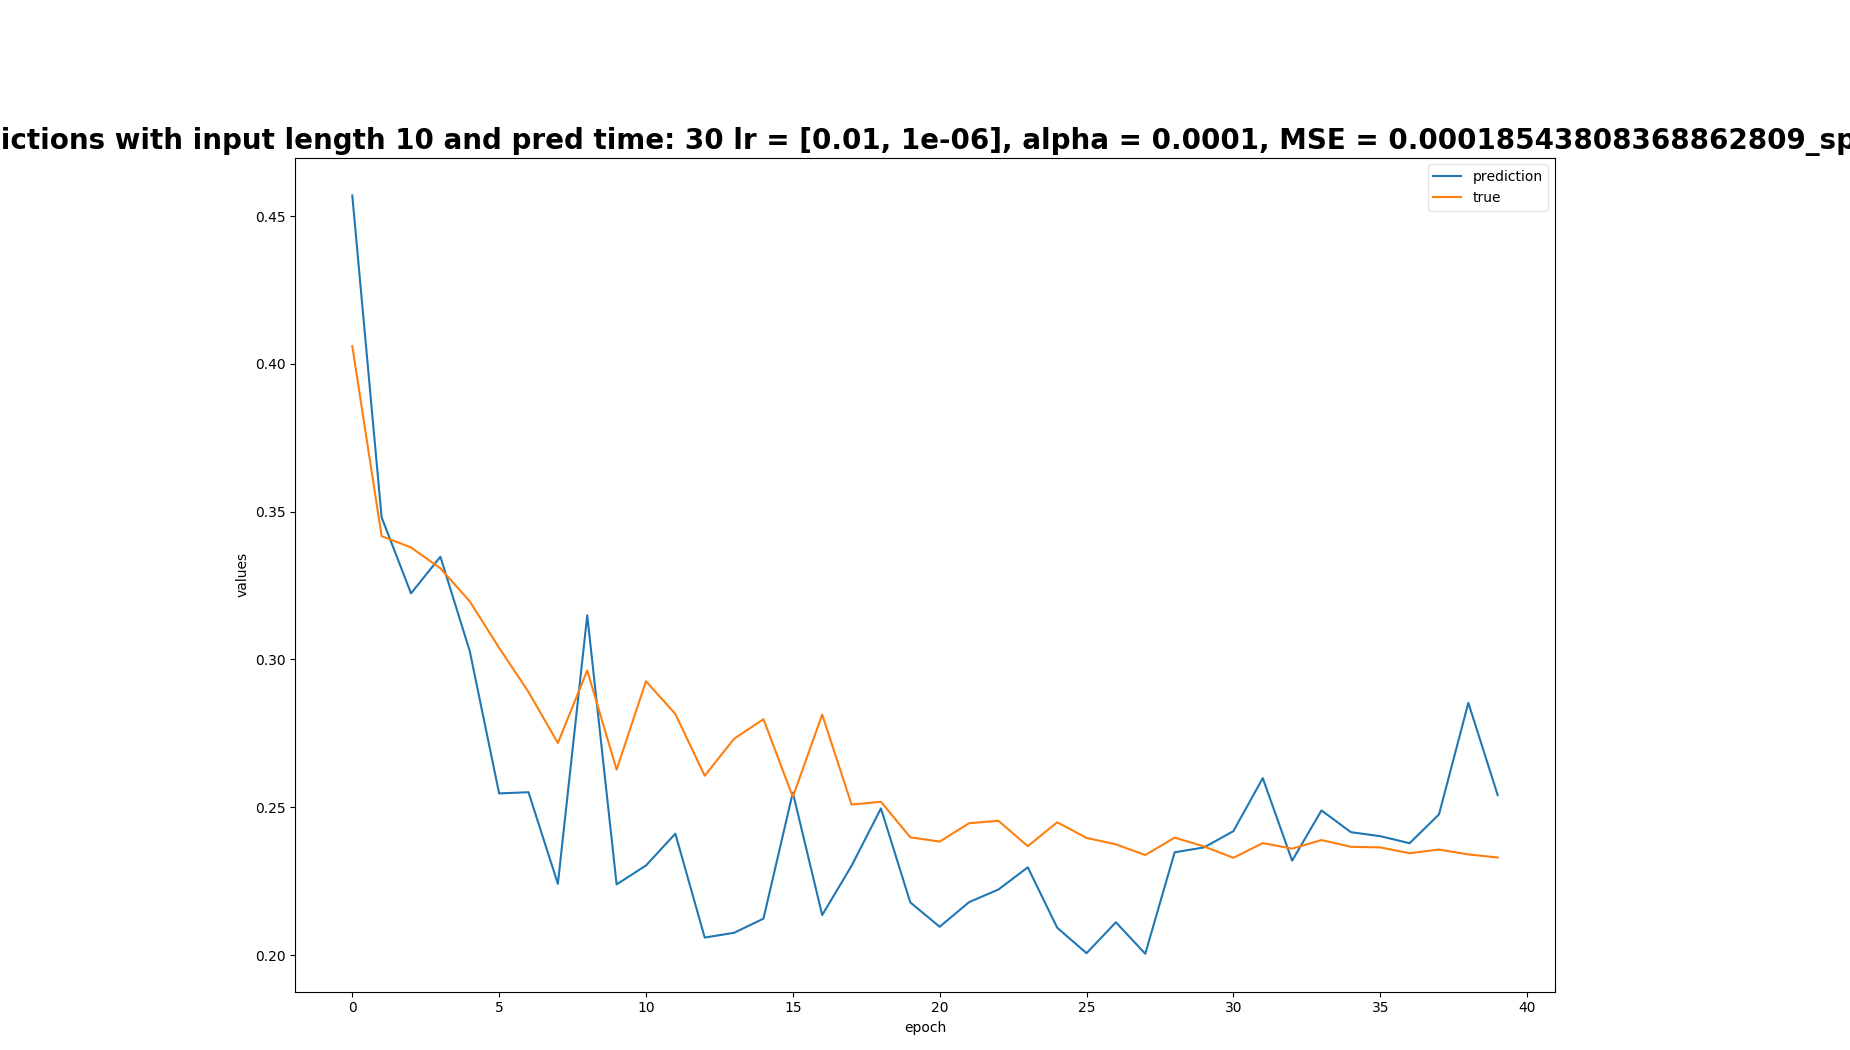 ictions with input length 10 and pred time: 30 lr = [0.01, 1e-06], alpha = 0.0001, MSE = 0.00018543808368862809_sp
prediction
true
0.45
0.40
0.35
0.30
0.25
0.20
values
0 5 10 15 20 25 30 35 40
epoch